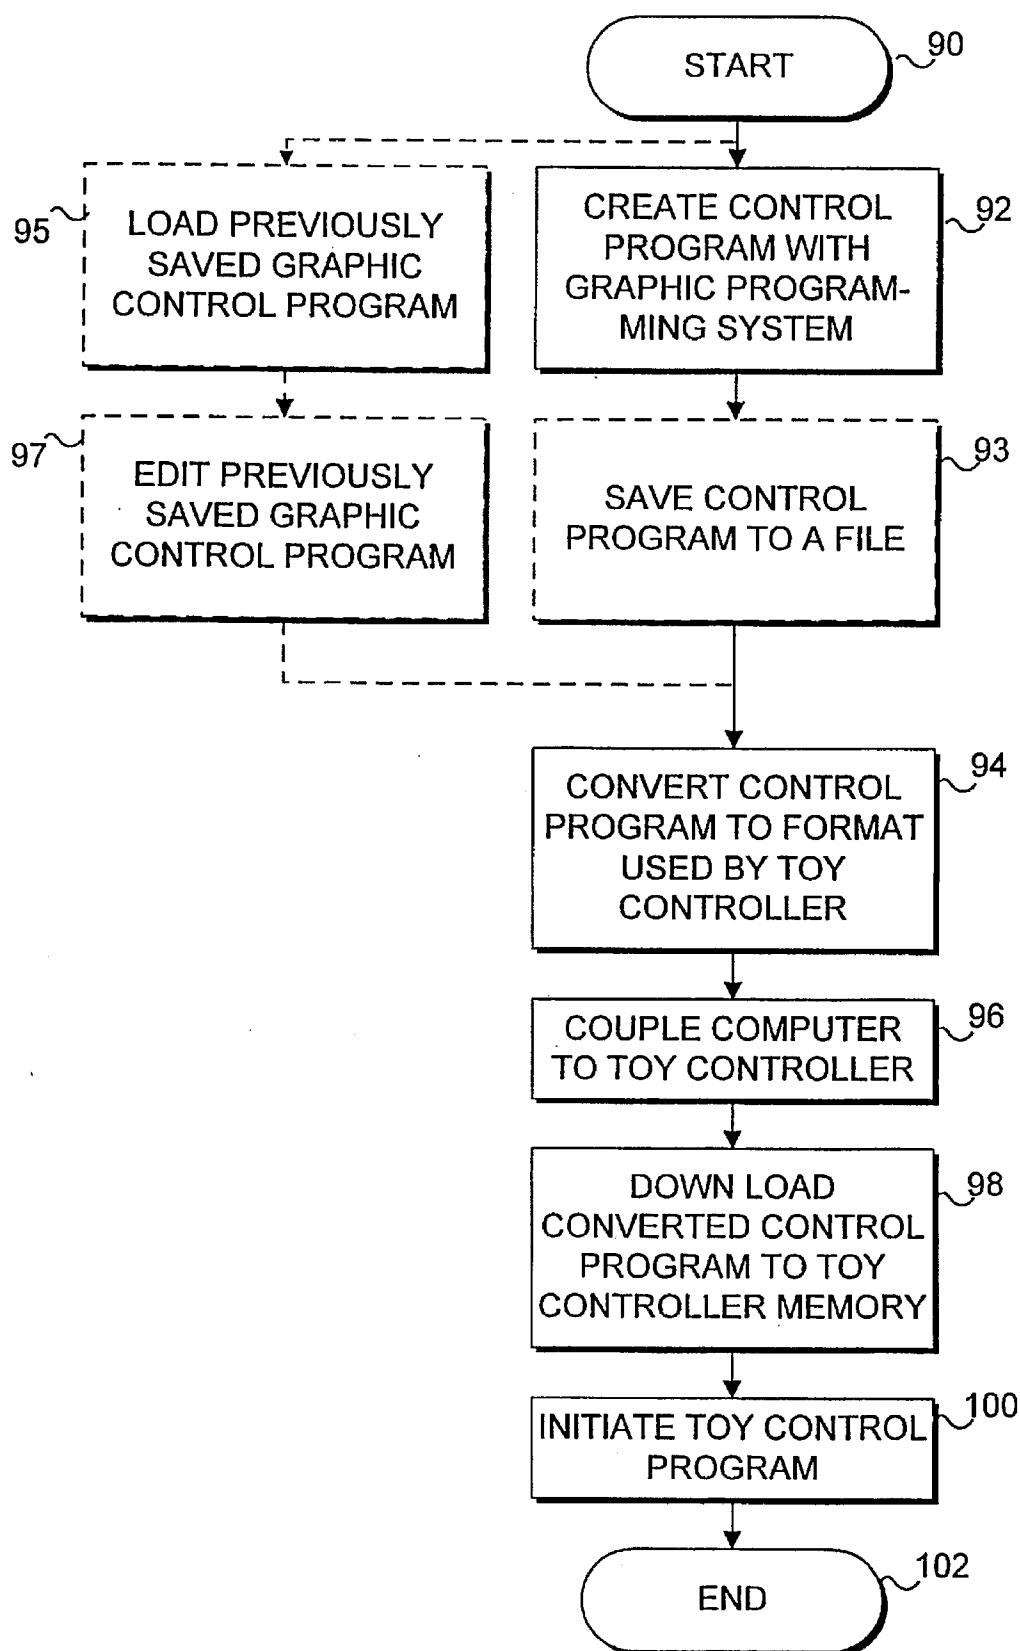 START
90
95
LOAD PREVIOUSLY
SAVED GRAPHIC
CONTROL PROGRAM
CREATE CONTROL
PROGRAM WITH
GRAPHIC PROGRAM-
MING SYSTEM
92
97
EDIT PREVIOUSLY
SAVED GRAPHIC
CONTROL PROGRAM
SAVE CONTROL
PROGRAM TO A FILE
93
CONVERT CONTROL
PROGRAM TO FORMAT
USED BY TOY
CONTROLLER
94
COUPLE COMPUTER
TO TOY CONTROLLER
96
DOWN LOAD
CONVERTED CONTROL
PROGRAM TO TOY
CONTROLLER MEMORY
98
INITIATE TOY CONTROL
PROGRAM
100
END
102